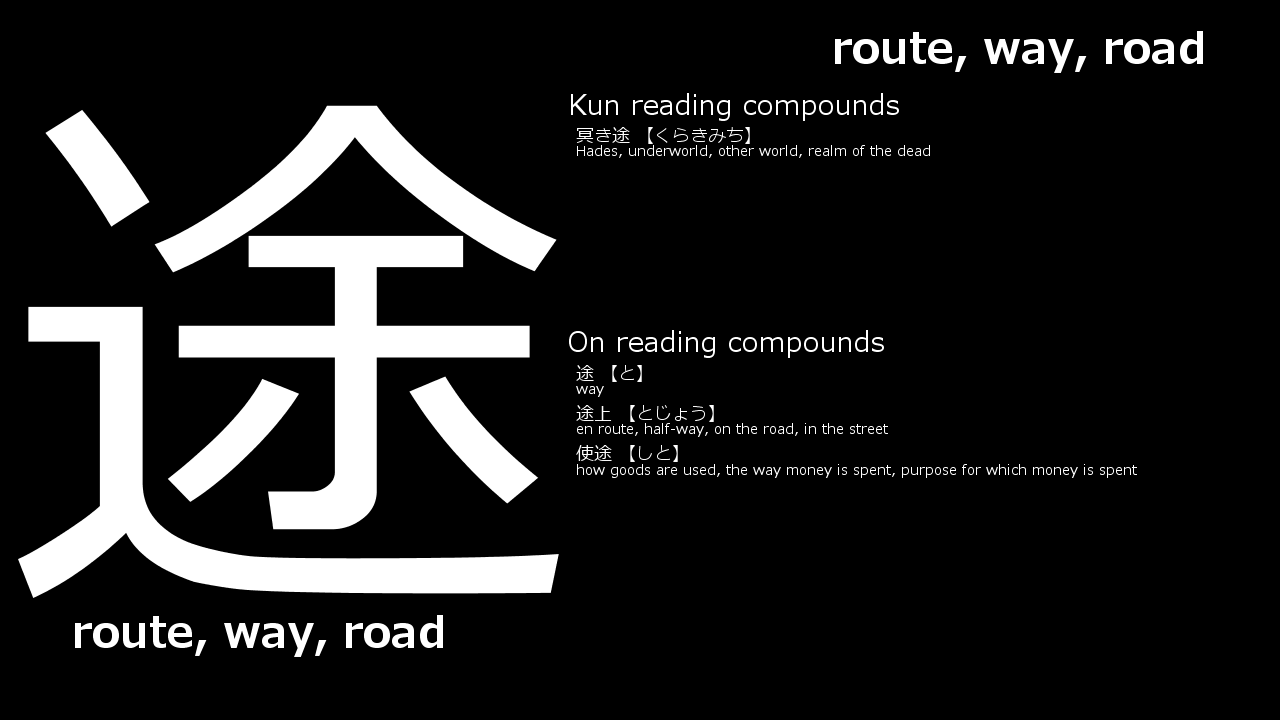 route, way, road
途
Kun reading compounds
冥き途 【くらきみち】
Hades, underworld, other world, realm of the dead
On reading compounds
途 【と】
way
途上 【とじょう】
en route, half-way, on the road, in the street
使途 【しと】
how goods are used, the way money is spent, purpose for which money is spent
route, way, road